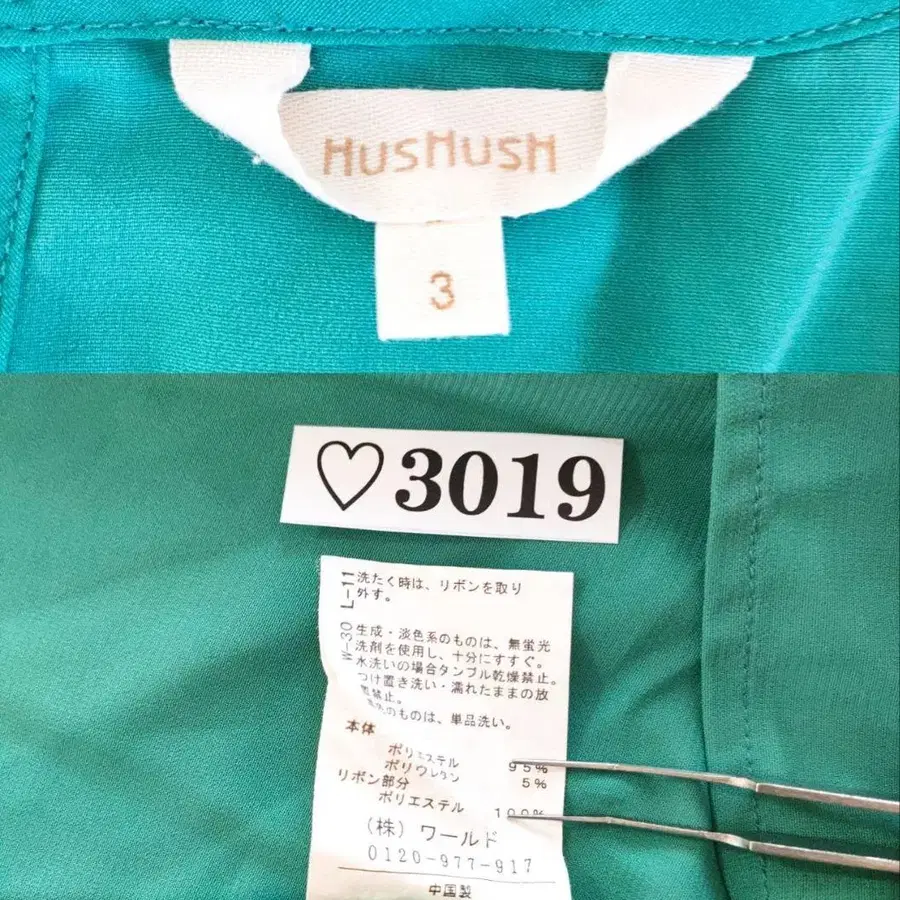 HUSHUSH
3
♡3019
L-11
W-30
洗たく時は、リボンを取り
外す。
生成・淡色系のものは、無蛍光
洗剤を使用し、十分にすすぐ。
水洗いの場合タンブル乾燥禁止。
つけ置き洗い・濡れたままの放
置禁止。
のものは、単品洗い。
本体
ポリエステル 95%
ポリウレタン 5%
リボン部分
ポリエステル 100%
(株)ワールド
0120-977-917
中国製